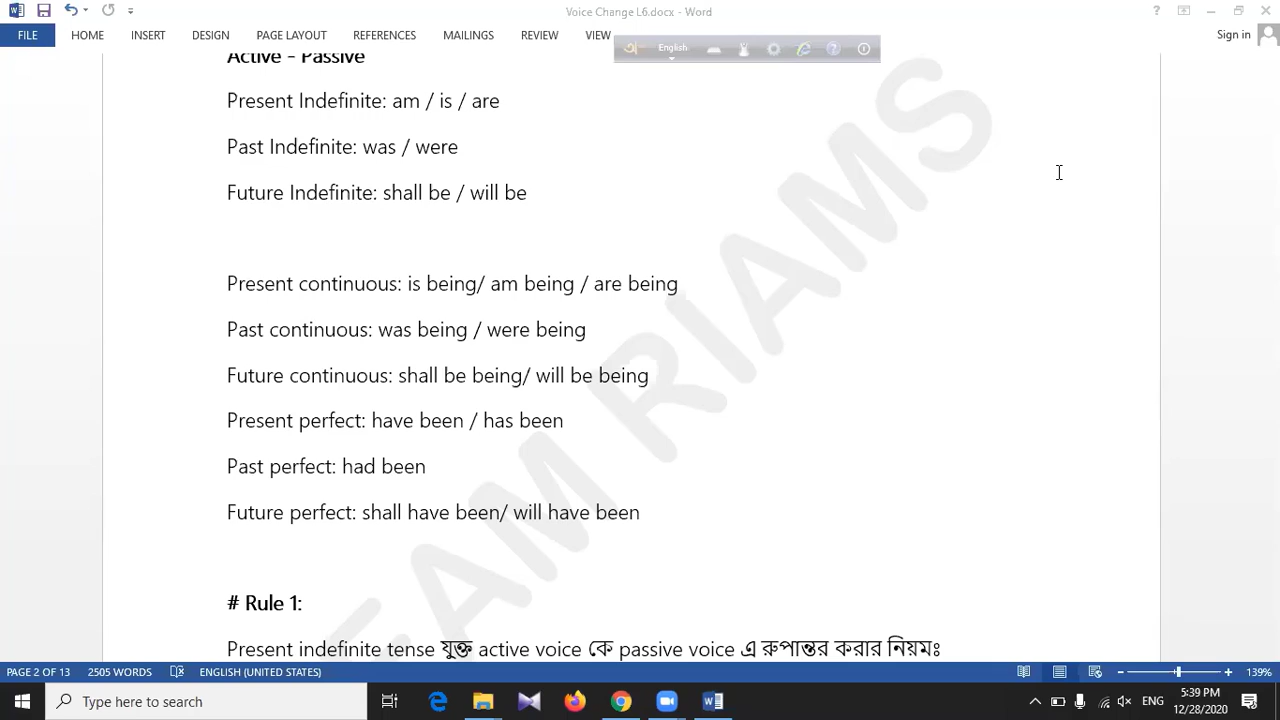 Voice Change L6.docx - Word
FILE HOME INSERT DESIGN PAGE LAYOUT REFERENCES MAILINGS REVIEW VIEW
Sign in
অ English
Active - Passive
Present Indefinite: am / is / are
Past Indefinite: was / were
Future Indefinite: shall be / will be
Present continuous: is being/ am being / are being
Past continuous: was being / were being
Future continuous: shall be being/ will be being
Present perfect: have been / has been
Past perfect: had been
Future perfect: shall have been/ will have been
# Rule 1:
Present indefinite tense যুক্ত active voice কে passive voice এ রুপান্তর করার নিয়মঃ
TEAM RIAMS
PAGE 2 OF 13 2505 WORDS ENGLISH (UNITED STATES) 139%
Type here to search
ENG
5:39 PM
12/28/2020